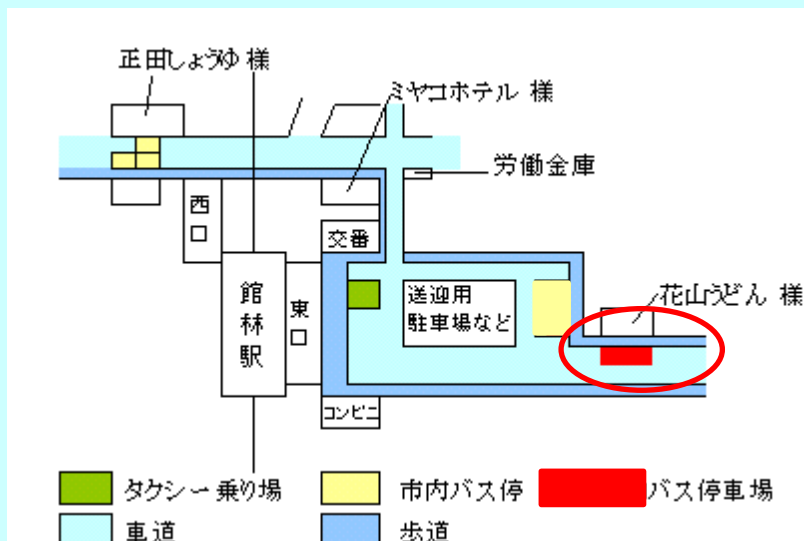 正田しょうゆ 様
ミヤコホテル 様
労働金庫
西口
交番
館林駅
東口
送迎用
駐車場など
花山うどん 様
コンビニ
タクシー乗り場
市内バス停
バス停車場
車道
歩道